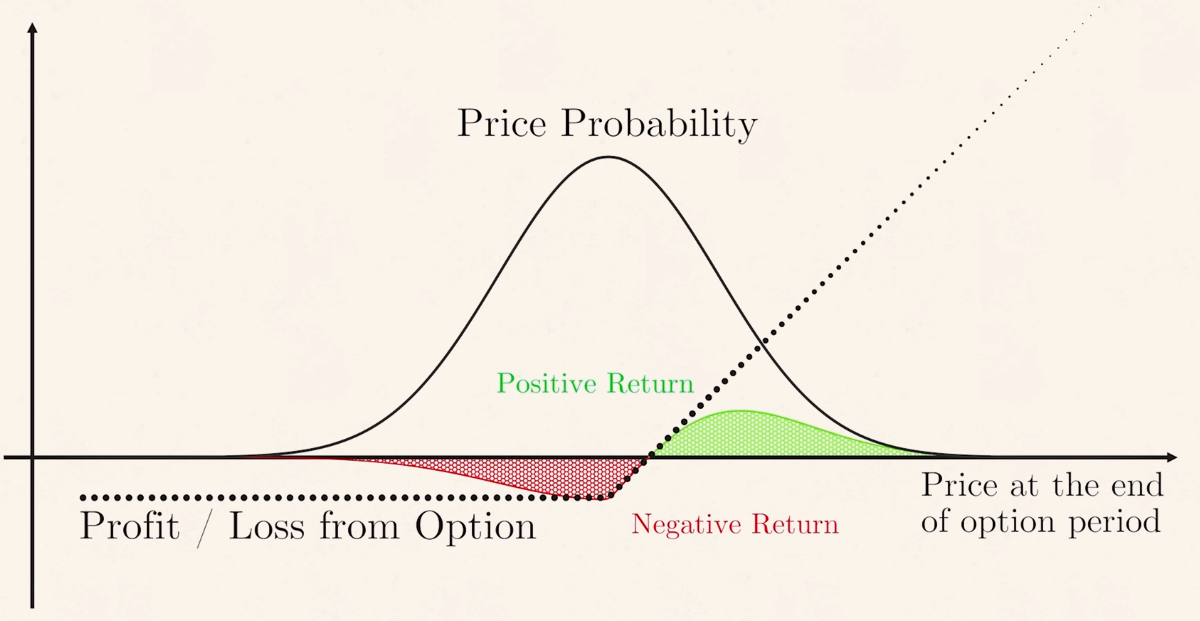 Price Probability
Positive Return
Price at the end
of option period
Profit / Loss from Option
Negative Return